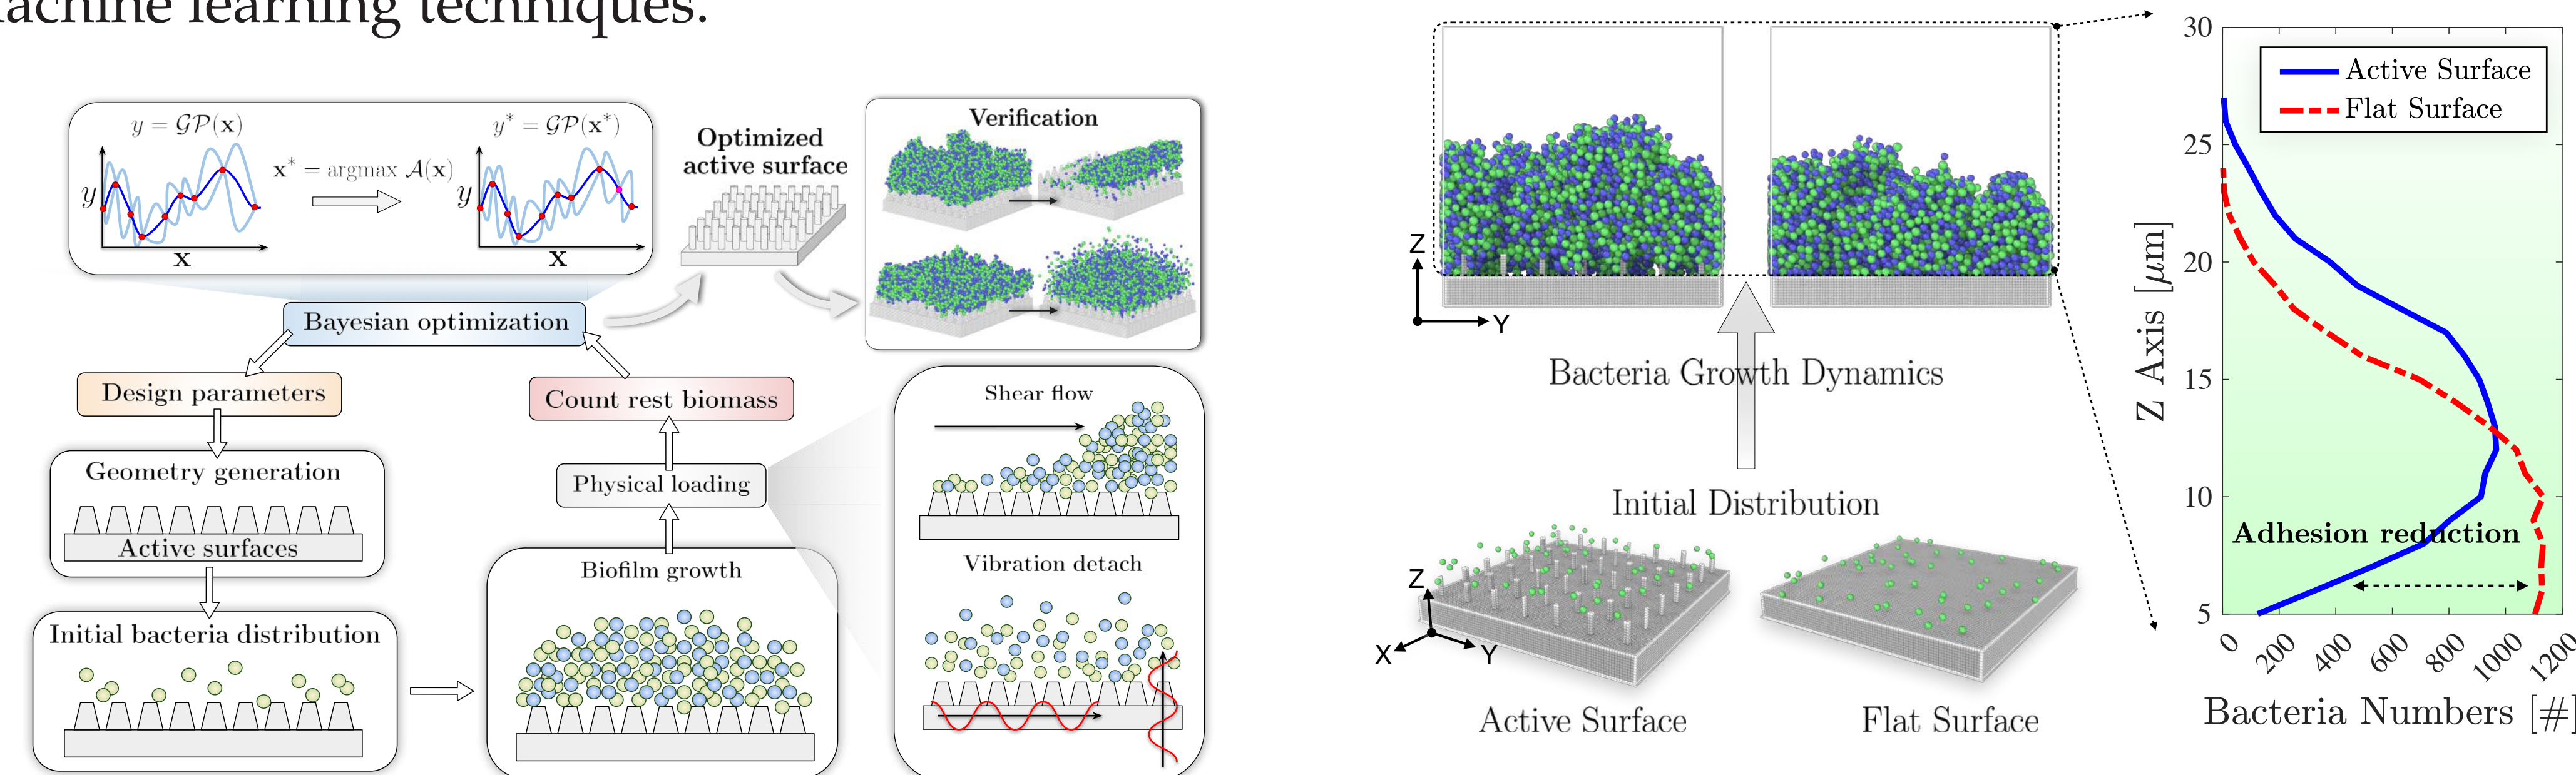 machine learning techniques.
y = GP(x)
y* = GP(x*)
x* = argmax A(x)
y
x
y
x
Optimized
active surface
Verification
Bayesian optimization
Design parameters
Count rest biomass
Geometry generation
Active surfaces
Physical loading
Initial bacteria distribution
Biofilm growth
Shear flow
Vibration detach
Z
Y
Bacteria Growth Dynamics
Initial Distribution
Z
X
Y
Active Surface
Flat Surface
Active Surface
Flat Surface
Z Axis [μm]
30
25
20
15
10
5
Adhesion reduction
0
200
400
600
800
1000
1200
Bacteria Numbers [#]